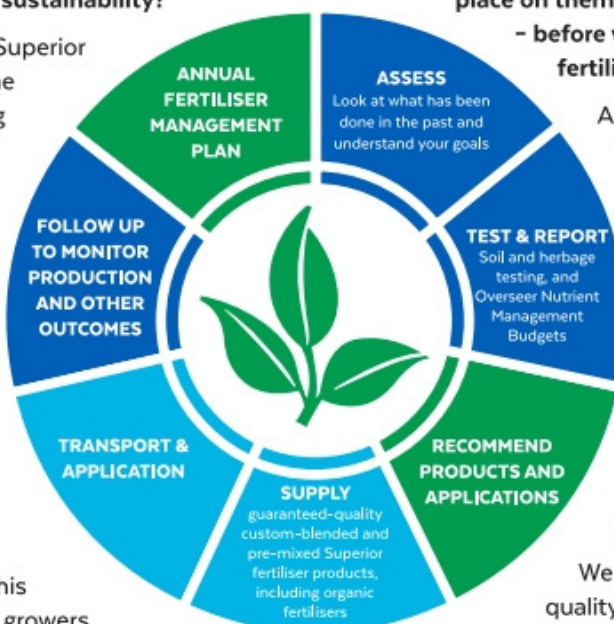 sustainability?
Superior
place on them
– before
fertili
ANNUAL
FERTILISER
MANAGEMENT
PLAN
ASSESS
Look at what has been
done in the past and
understand your goals
TEST & REPORT
Soil and herbage
testing, and
Overseer Nutrient
Management
Budgets
RECOMMEND
PRODUCTS AND
APPLICATIONS
SUPPLY
guaranteed-quality
custom-blended and
pre-mixed Superior
fertiliser products,
including organic
fertilisers
TRANSPORT &
APPLICATION
FOLLOW UP
TO MONITOR
PRODUCTION
AND OTHER
OUTCOMES
growers
We
quality